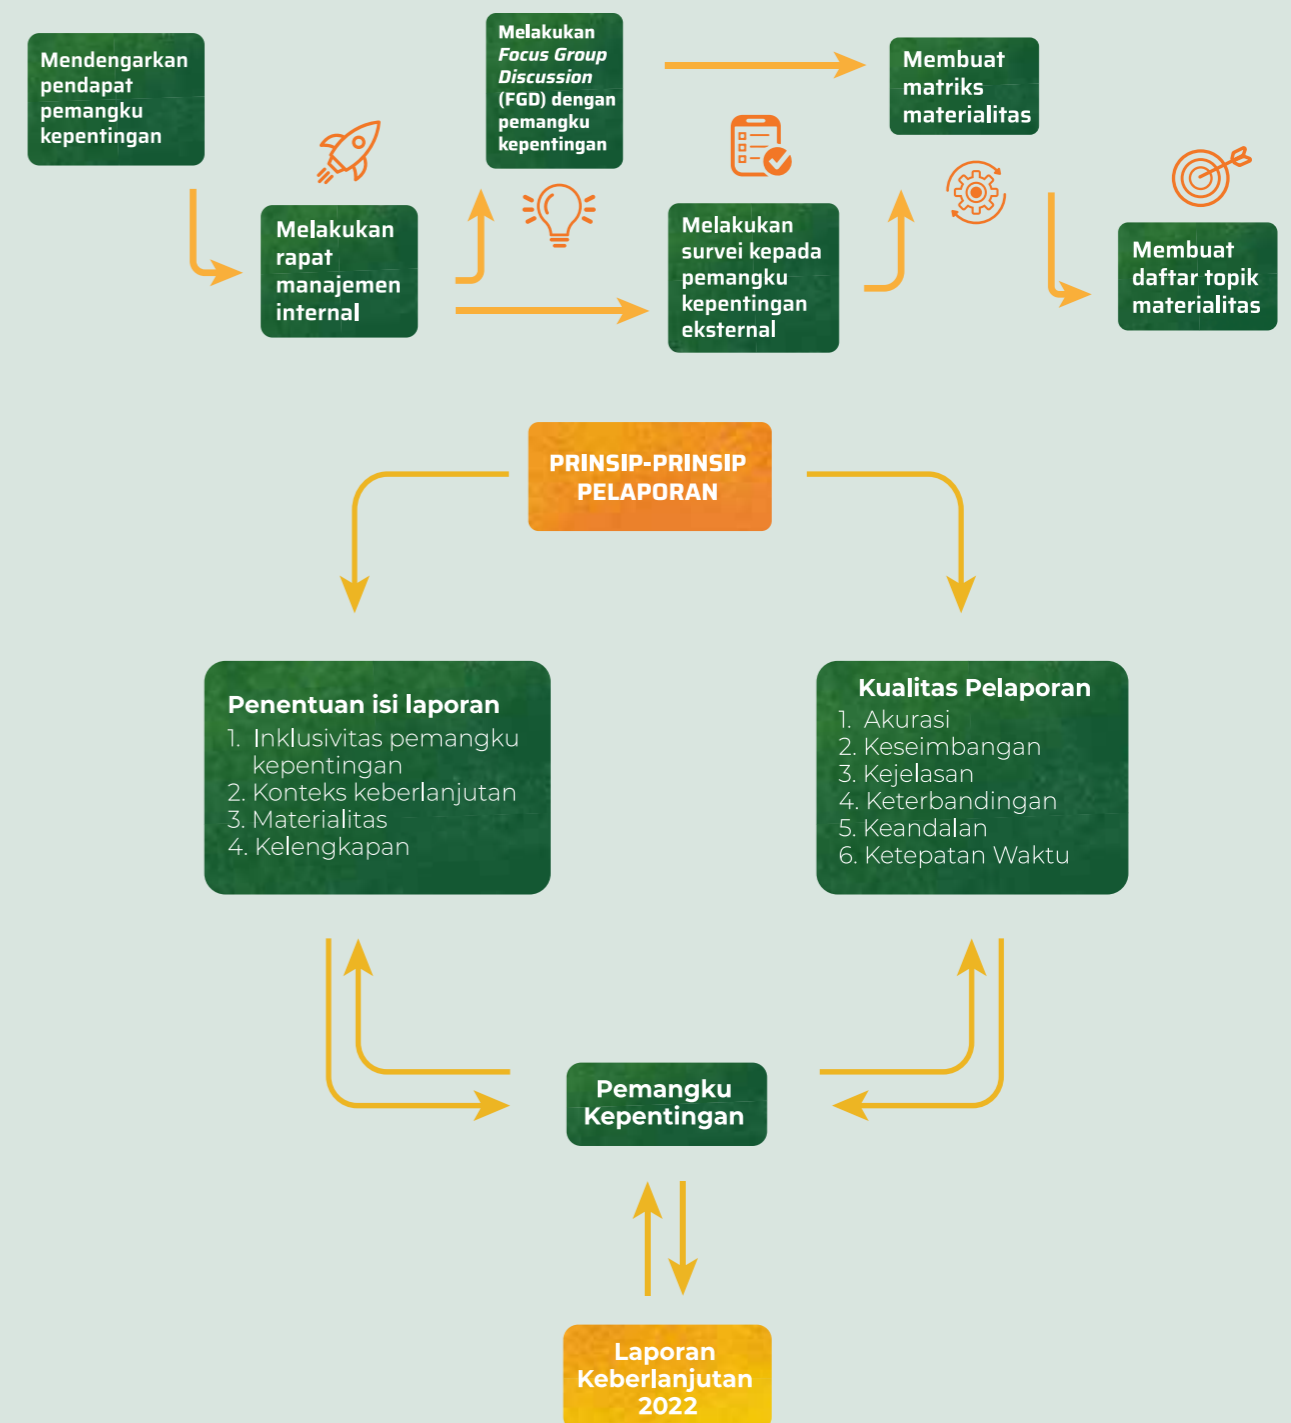 Mendengarkan
pendapat
pemangku
kepentingan
Melakukan
rapat
manajemen
internal
Melakukan
Focus Group
Discussion
(FGD) dengan
pemangku
kepentingan
Melakukan
survei kepada
pemangku
kepentingan
eksternal
Membuat
matriks
materialitas
Membuat
daftar topik
materialitas
PRINSIP-PRINSIP
PELAPORAN
Penentuan isi laporan
1. Inklusivitas pemangku
kepentingan
2. Konteks keberlanjutan
3. Materialitas
4. Kelengkapan
Kualitas Pelaporan
1. Akurasi
2. Keseimbangan
3. Kejelasan
4. Keterbandingan
5. Keandalan
6. Ketepatan Waktu
Pemangku
Kepentingan
Laporan
Keberlanjutan
2022